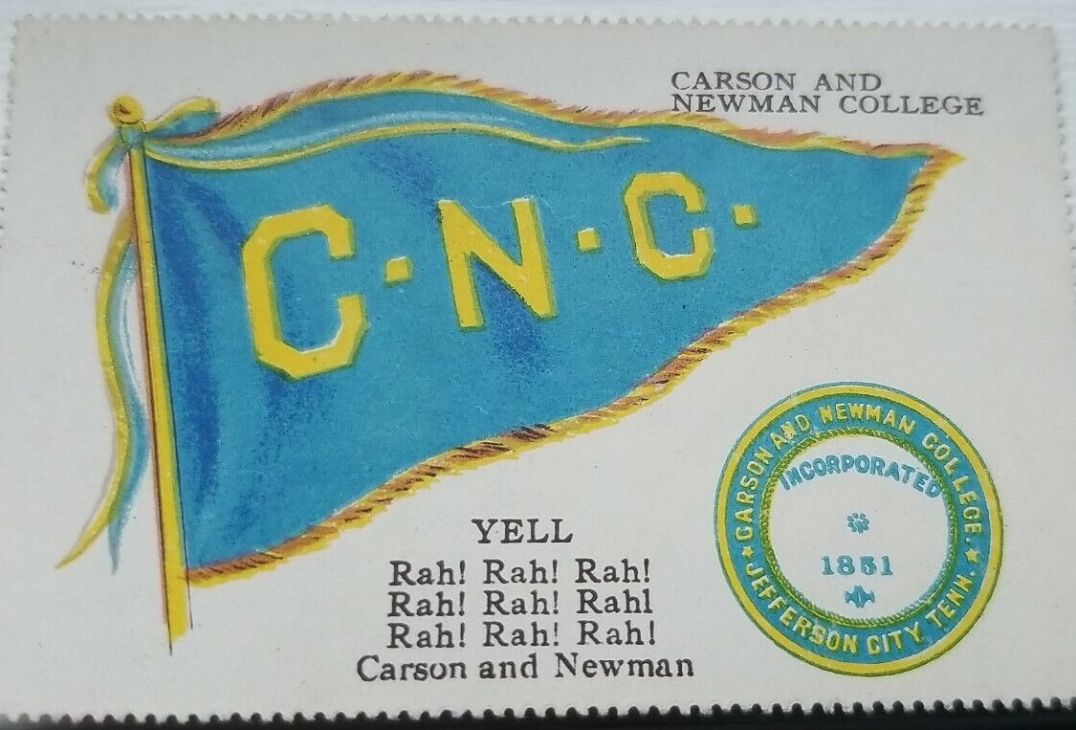 CARSON AND
NEWMAN COLLEGE
C·N·C·
YELL
Rah! Rah! Rah!
Rah! Rah! Rahl
Rah! Rah! Rah!
Carson and Newman
CARSON AND NEWMAN COLLEGE.
INCORPORATED
1851
★ JEFFERSON CITY TENN. ★